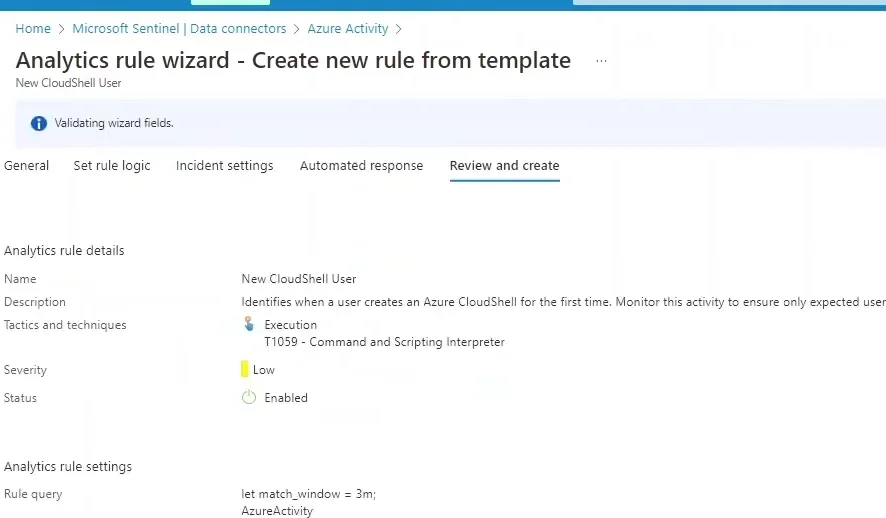 Home > Microsoft Sentinel | Data connectors > Azure Activity >
Analytics rule wizard - Create new rule from template ...
New CloudShell User
Validating wizard fields.
General Set rule logic Incident settings Automated response Review and create
Analytics rule details
Name New CloudShell User
Description Identifies when a user creates an Azure CloudShell for the first time. Monitor this activity to ensure only expected user
Tactics and techniques Execution
T1059 - Command and Scripting Interpreter
Severity Low
Status Enabled
Analytics rule settings
Rule query let match_window = 3m;
AzureActivity